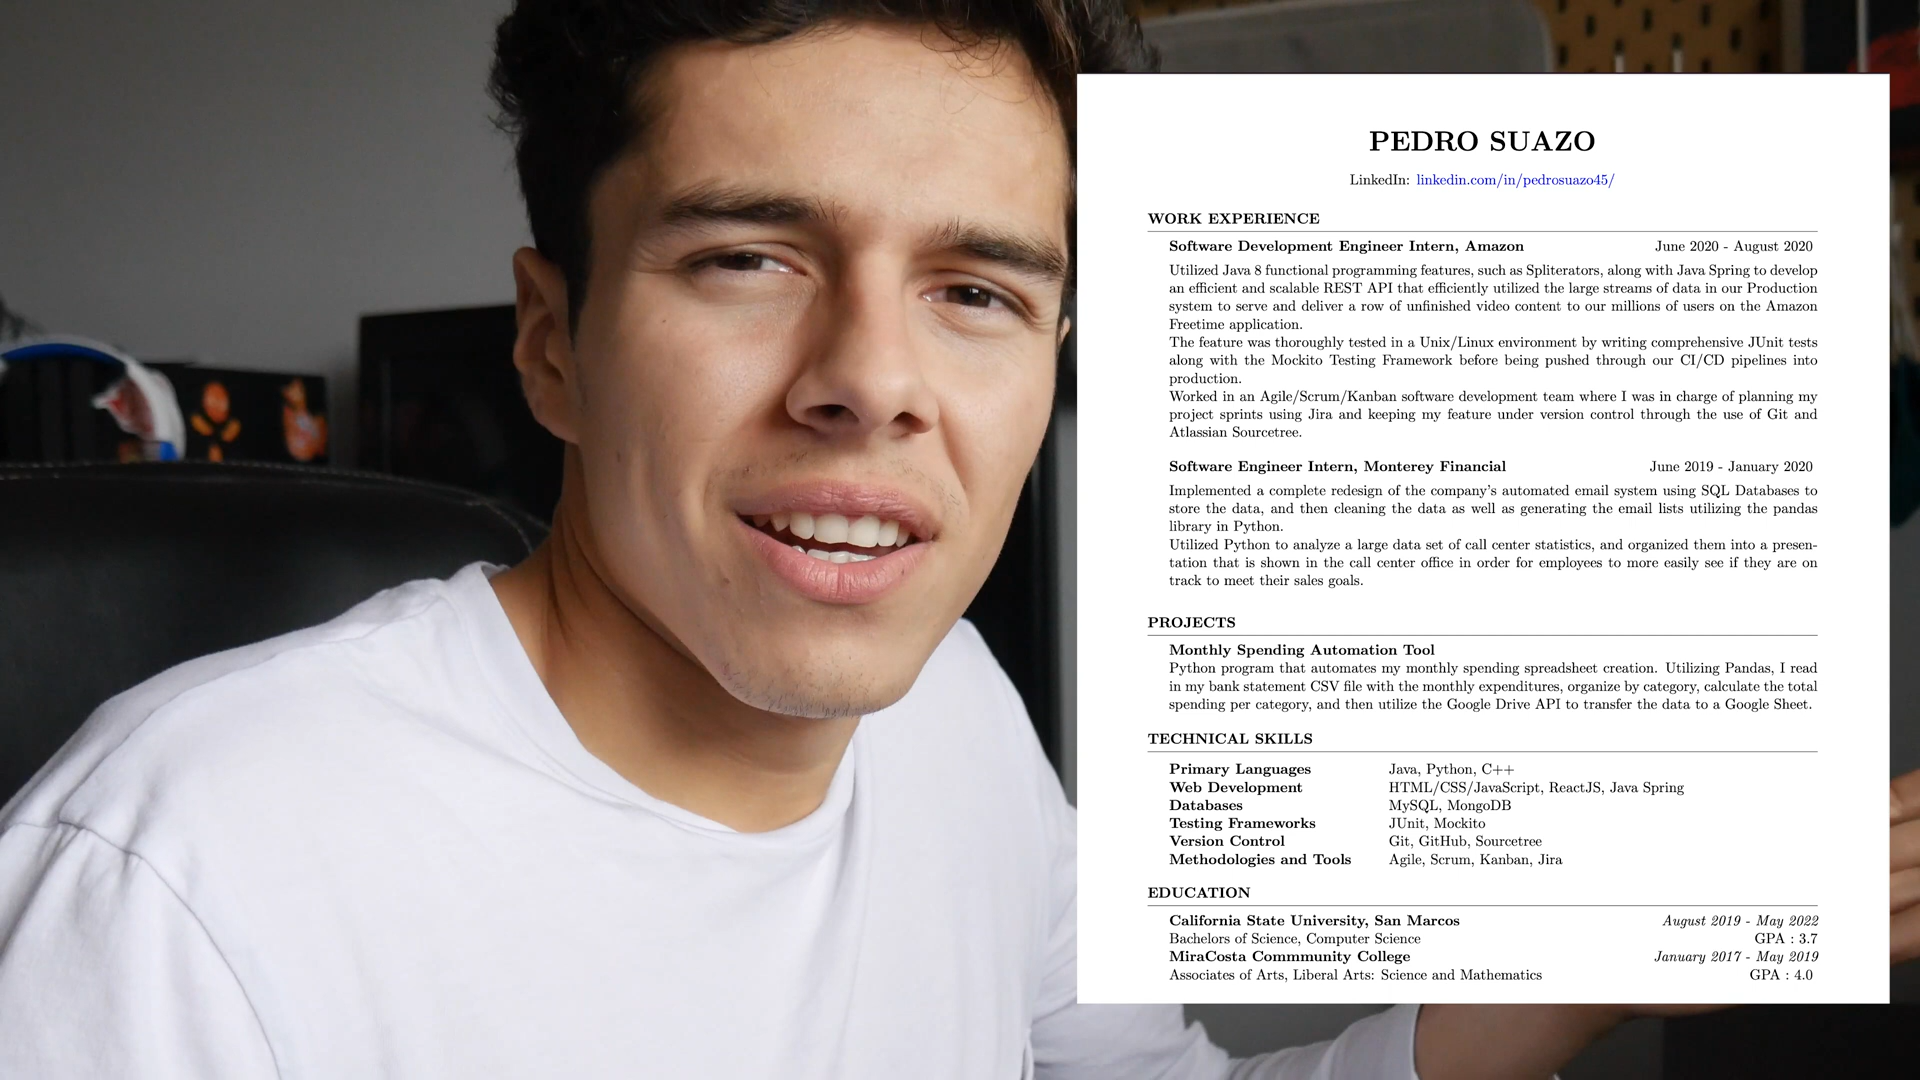 PEDRO SUAZO
LinkedIn: linkedin.com/in/pedrosuazo45/
WORK EXPERIENCE
Software Development Engineer Intern, Amazon June 2020 - August 2020
Utilized Java 8 functional programming features, such as Spliterators, along with Java Spring to develop
an efficient and scalable REST API that efficiently utilized the large streams of data in our Production
system to serve and deliver a row of unfinished video content to our millions of users on the Amazon
Freetime application.
The feature was thoroughly tested in a Unix/Linux environment by writing comprehensive JUnit tests
along with the Mockito Testing Framework before being pushed through our CI/CD pipelines into
production.
Worked in an Agile/Scrum/Kanban software development team where I was in charge of planning my
project sprints using Jira and keeping my feature under version control through the use of Git and
Atlassian Sourcetree.
Software Engineer Intern, Monterey Financial June 2019 - January 2020
Implemented a complete redesign of the company's automated email system using SQL Databases to
store the data, and then cleaning the data as well as generating the email lists utilizing the pandas
library in Python.
Utilized Python to analyze a large data set of call center statistics, and organized them into a presen-
tation that is shown in the call center office in order for employees to more easily see if they are on
track to meet their sales goals.
PROJECTS
Monthly Spending Automation Tool
Python program that automates my monthly spending spreadsheet creation. Utilizing Pandas, I read
in my bank statement CSV file with the monthly expenditures, organize by category, calculate the total
spending per category, and then utilize the Google Drive API to transfer the data to a Google Sheet.
TECHNICAL SKILLS
Primary Languages Java, Python, C++
Web Development HTML/CSS/JavaScript, ReactJS, Java Spring
Databases MySQL, MongoDB
Testing Frameworks JUnit, Mockito
Version Control Git, GitHub, Sourcetree
Methodologies and Tools Agile, Scrum, Kanban, Jira
EDUCATION
California State University, San Marcos August 2019 - May 2022
Bachelors of Science, Computer Science GPA : 3.7
MiraCosta Commmunity College January 2017 - May 2019
Associates of Arts, Liberal Arts: Science and Mathematics GPA : 4.0